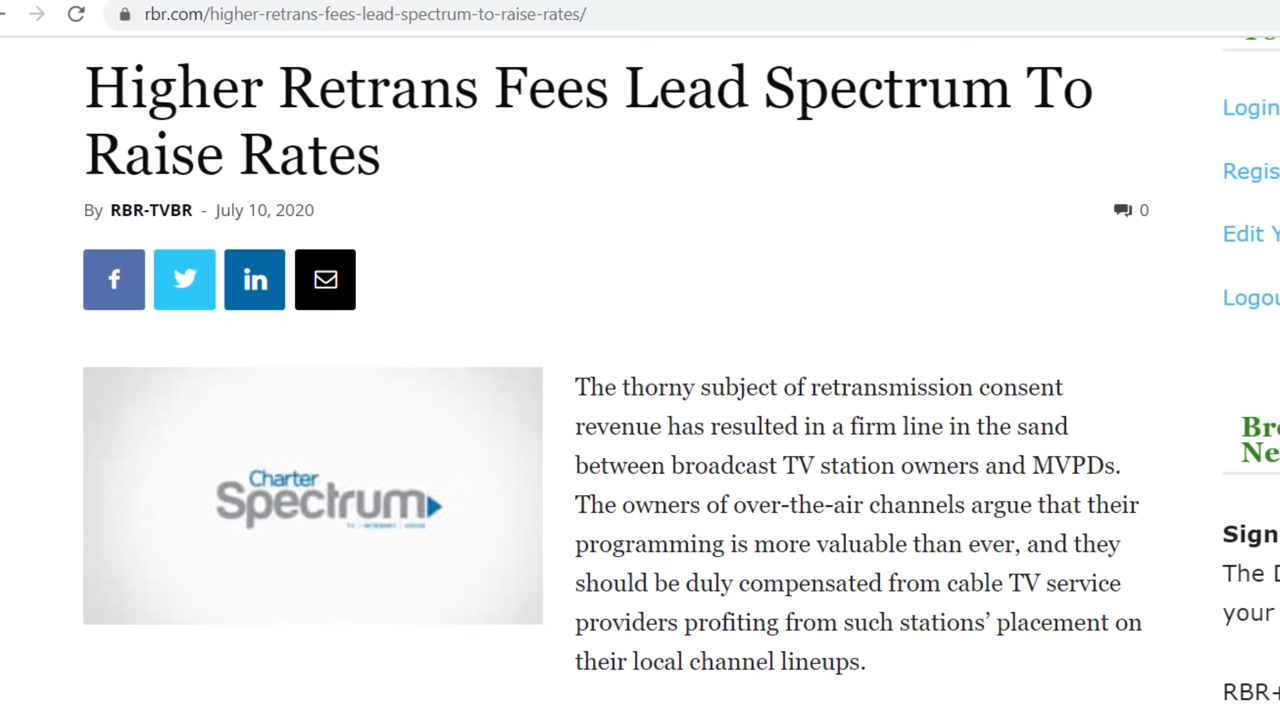 rbr.com/higher-retrans-fees-lead-spectrum-to-raise-rates/
Higher Retrans Fees Lead Spectrum To
Raise Rates
By RBR-TVBR - July 10, 2020
0
f
in
Charter
Spectrum
The thorny subject of retransmission consent
revenue has resulted in a firm line in the sand
between broadcast TV station owners and MVPDs.
The owners of over-the-air channels argue that their
programming is more valuable than ever, and they
should be duly compensated from cable TV service
providers profiting from such stations’ placement on
their local channel lineups.
Login
Regis
Edit Y
Logou
Bro
Ne
Sign
The D
your
RBR+